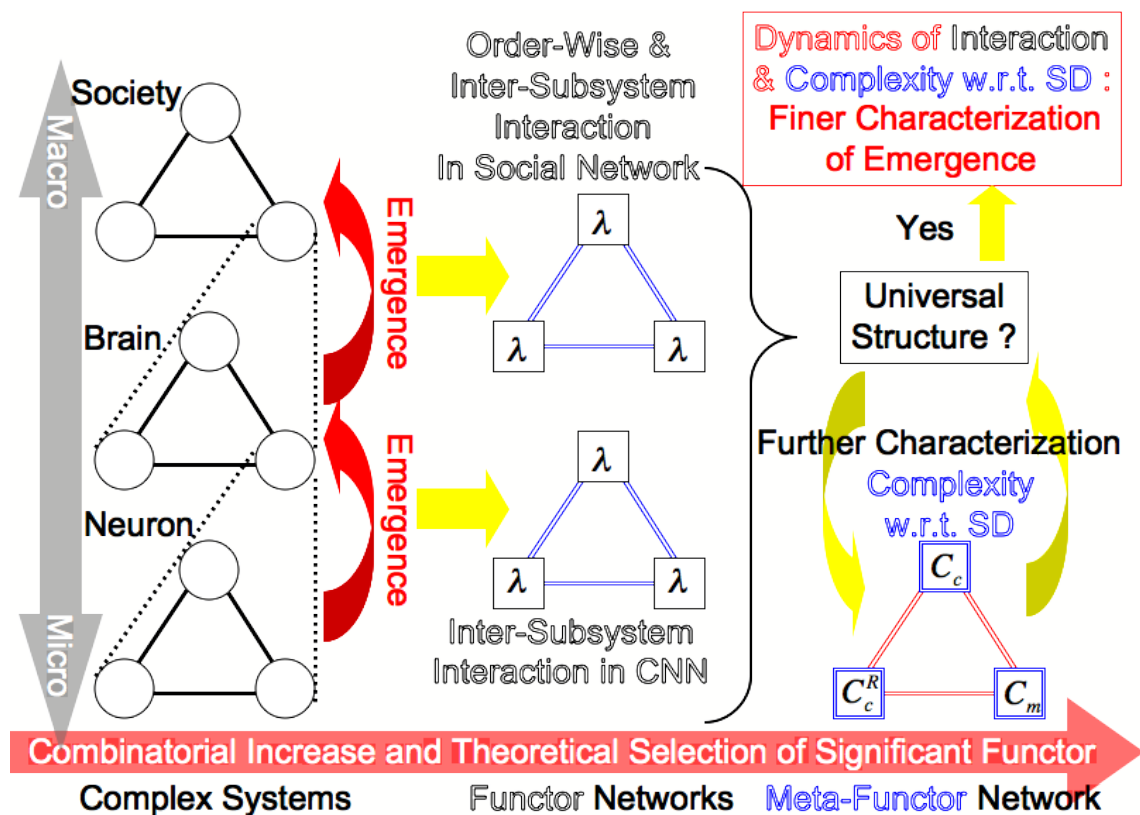 Macro
Micro
Society
Brain
Neuron
Emergence
Emergence
Order-Wise &
Inter-Subsystem
Interaction
In Social Network
λ
λ
λ
λ
λ
λ
Inter-Subsystem
Interaction in CNN
Dynamics of Interaction
& Complexity w.r.t. SD :
Finer Characterization
of Emergence
Yes
Universal
Structure ?
Further Characterization
Complexity
w.r.t. SD
C_c
C_c^R
C_m
Combinatorial Increase and Theoretical Selection of Significant Functor
Complex Systems
Functor Networks
Meta-Functor Network